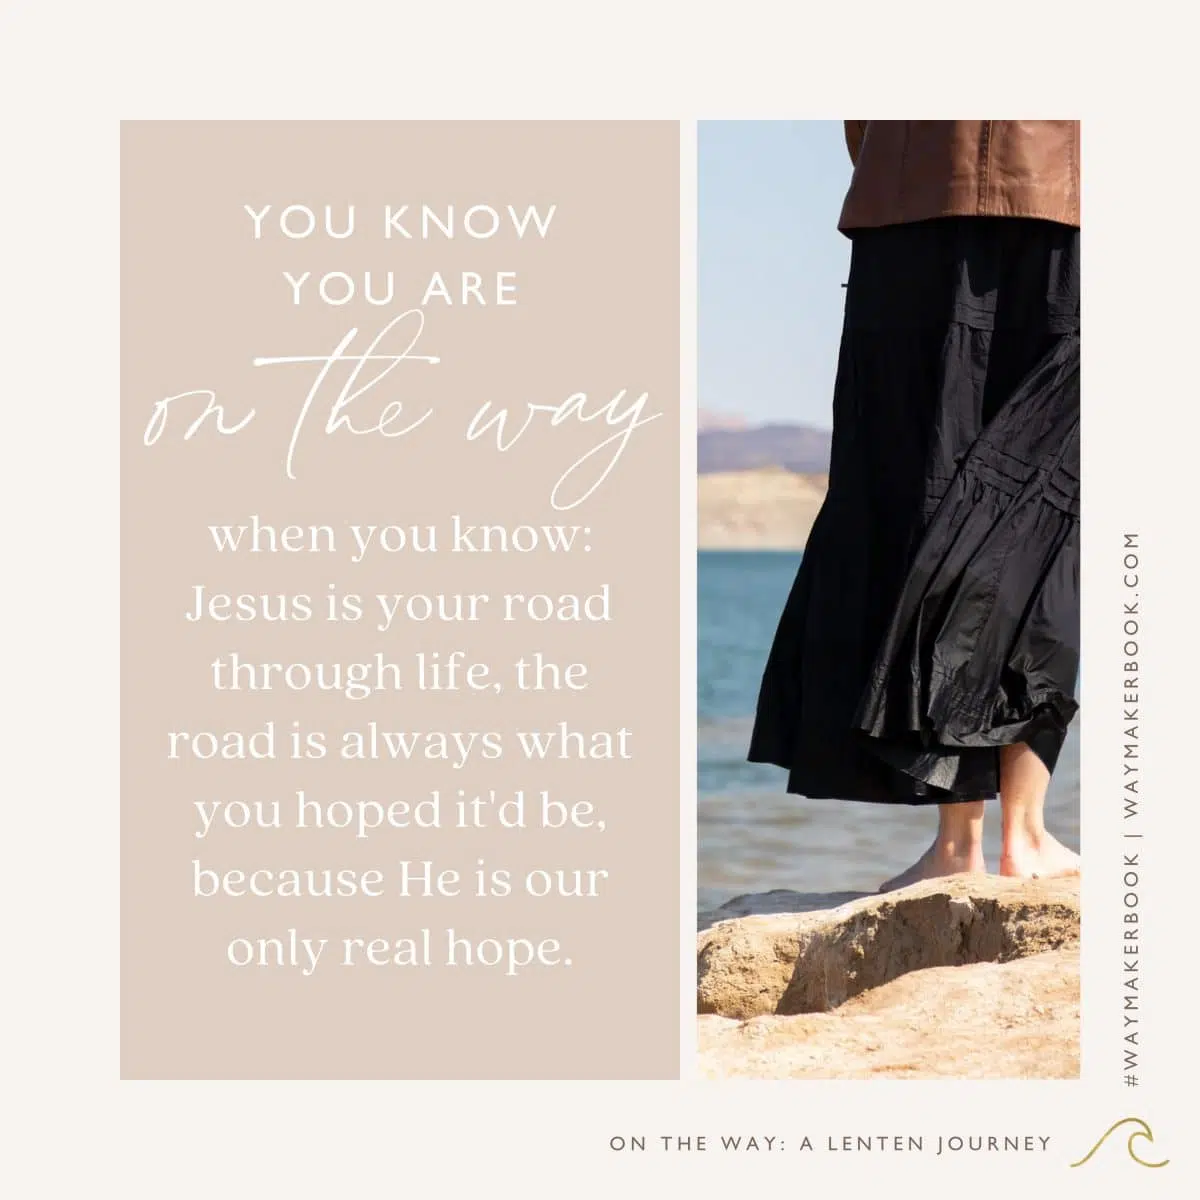 YOU KNOW
YOU ARE
on the way
when you know:
Jesus is your road
through life, the
road is always what
you hoped it'd be,
because He is our
only real hope.
#WAYMAKERBOOK | WAYMAKERBOOK.COM
ON THE WAY: A LENTEN JOURNEY